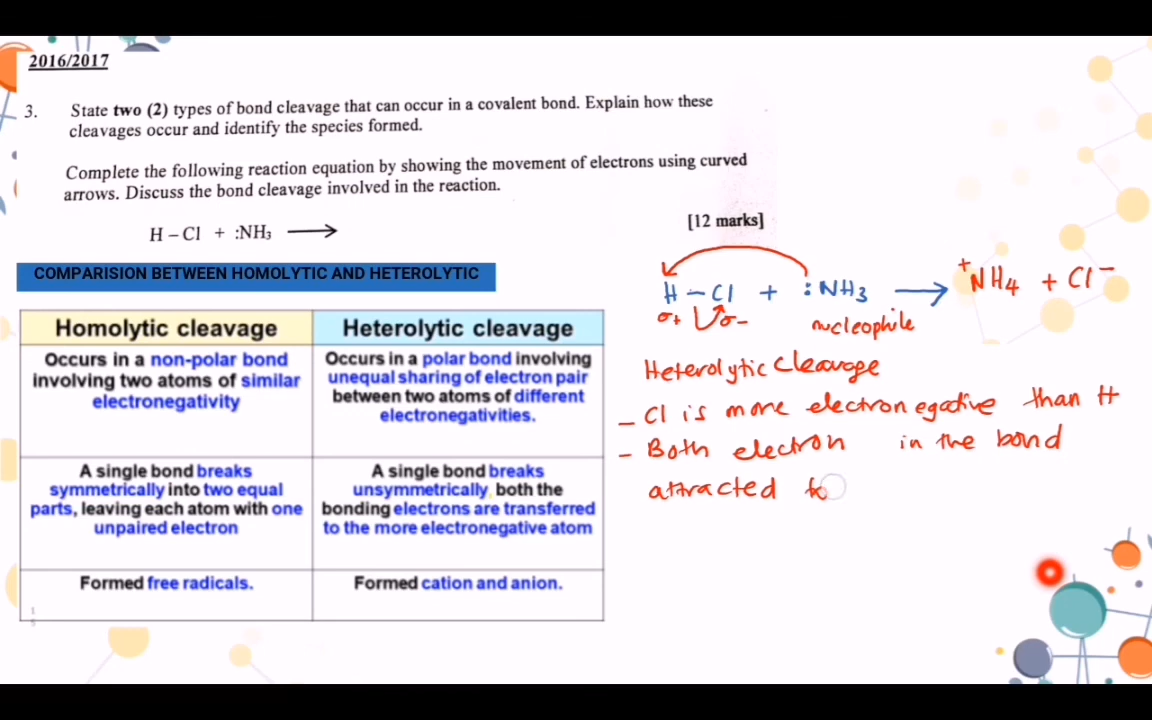 2016/2017
3. State two (2) types of bond cleavage that can occur in a covalent bond. Explain how these
cleavages occur and identify the species formed.
Complete the following reaction equation by showing the movement of electrons using curved
arrows. Discuss the bond cleavage involved in the reaction.
H – Cl + :NH₃ ⟶
[12 marks]
COMPARISION BETWEEN HOMOLYTIC AND HETEROLYTIC
Homolytic cleavage
Occurs in a non-polar bond
involving two atoms of similar
electronegativity
A single bond breaks
symmetrically into two equal
parts, leaving each atom with one
unpaired electron
Formed free radicals.
Heterolytic cleavage
Occurs in a polar bond involving
unequal sharing of electron pair
between two atoms of different
electronegativities.
A single bond breaks
unsymmetrically, both the
bonding electrons are transferred
to the more electronegative atom
Formed cation and anion.
H – Cl + :NH₃ ⟶ ⁺NH₄ + Cl⁻
σ+ σ– nucleophile
Heterolytic cleavage
– Cl is more electronegative than H
– Both electron in the bond
attracted to
15